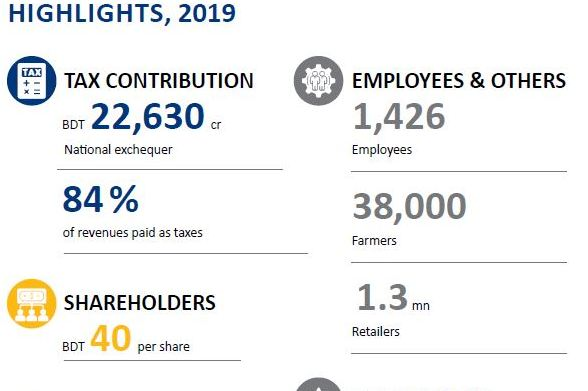 HIGHLIGHTS, 2019
TAX
TAX CONTRIBUTION
BDT 22,630 cr
National exchequer
84%
of revenues paid as taxes
SHAREHOLDERS
BDT 40 per share
EMPLOYEES & OTHERS
1,426
Employees
38,000
Farmers
1.3 mn
Retailers